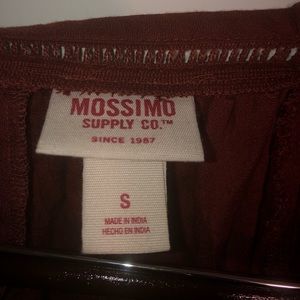 MOSSIMO
SUPPLY CO.™
SINCE 1987
S
MADE IN INDIA
HECHO EN INDIA